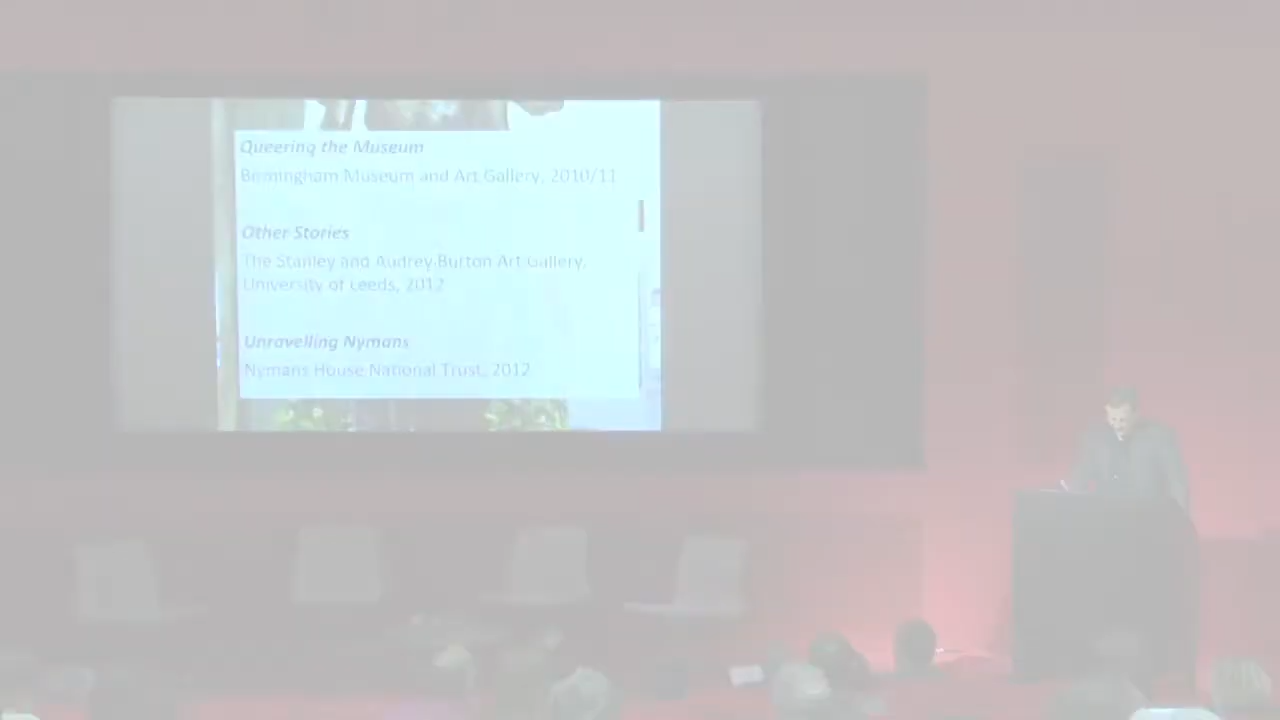 Queering the Museum
Birmingham Museum and Art Gallery, 2010/11
Other Stories
The Stanley and Audrey Burton Art Gallery,
University of Leeds, 2012
Unravelling Nymans
Nymans House National Trust, 2012